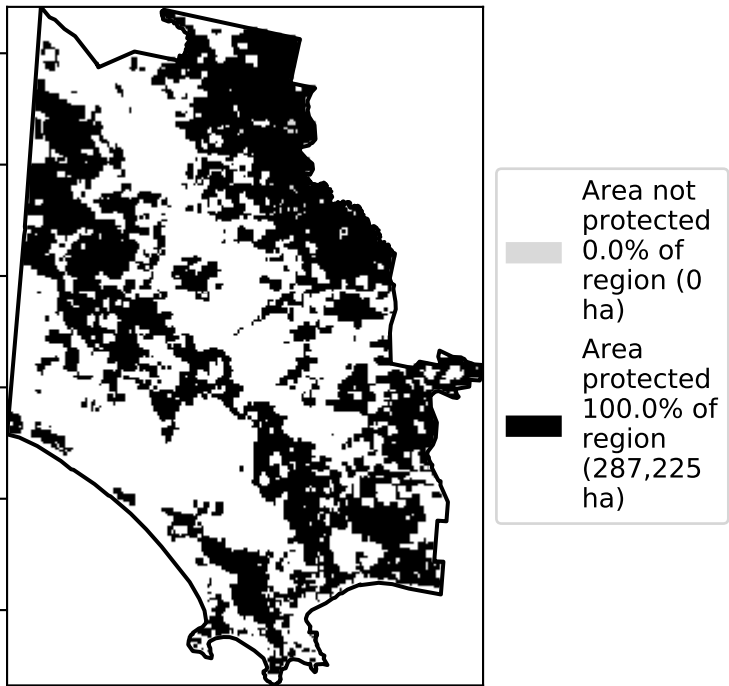 Area not
protected
0.0% of
region (0
ha)
Area
protected
100.0% of
region
(287,225
ha)